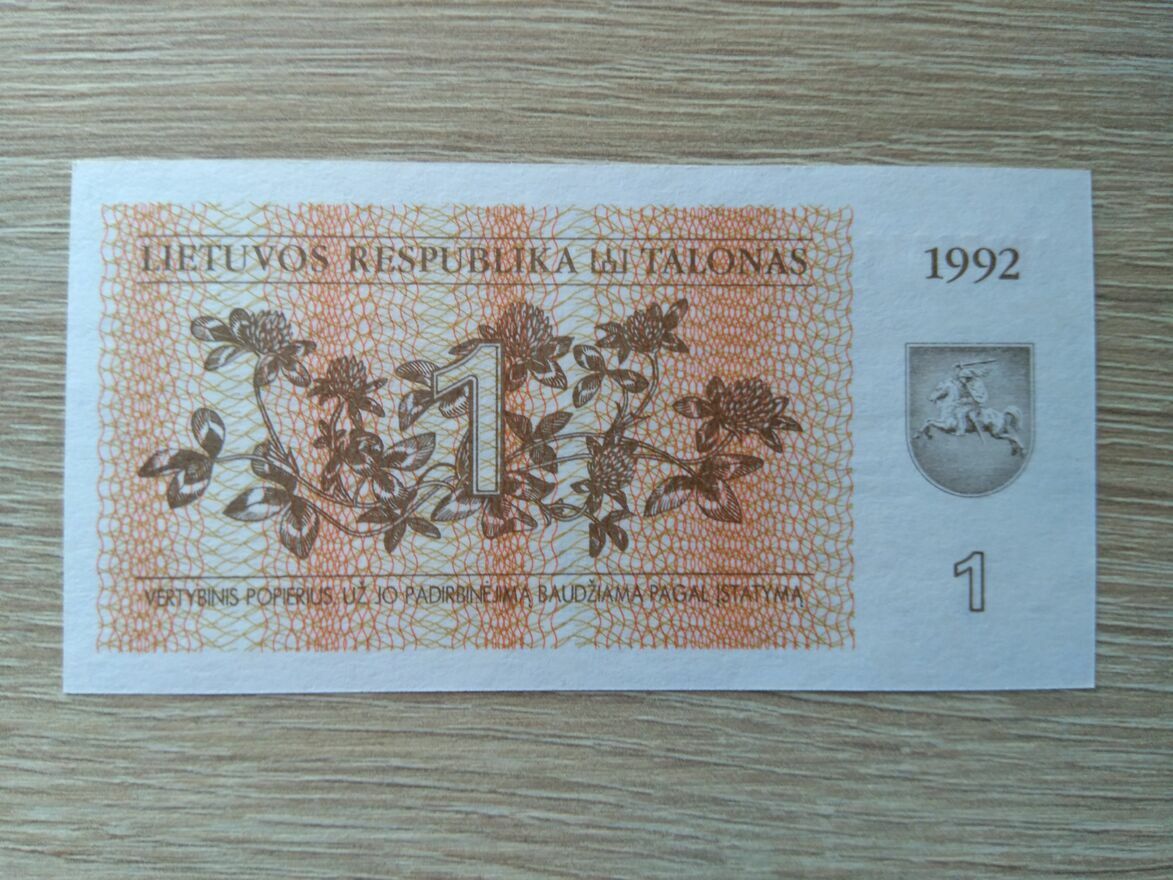 LIETUVOS RESPUBLIKA TALONAS
1992
1
VERTYBINIS POPIERIUS. UŽ JO PADIRBINĖJIMĄ BAUDŽIAMA PAGAL ĮSTATYMĄ
1